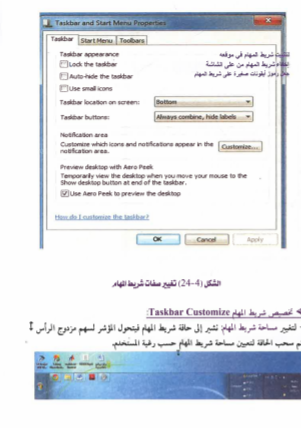 Taskbar and Start Menu Properties
Taskbar Start Menu Toolbars
Taskbar appearance
Lock the taskbar
Auto-hide the taskbar
Use small icons
شريط المهام في موقعه
شريط المهام من على الشاشة
رموز أيقونات صغيرة على شريط المهام
Taskbar location on screen: Bottom
Taskbar buttons: Always combine, hide labels
Notification area
Customize which icons and notifications appear in the notification area. Customize...
Preview desktop with Aero Peek
Temporarily view the desktop when you move your mouse to the
Show desktop button at end of the taskbar.
Use Aero Peek to preview the desktop
How do I customize the taskbar?
OK Cancel Apply
الشكل (4-24) تغيير صفات شريط المهام
تخصيص شريط المهام Taskbar Customize:
لتغيير مساحة شريط المهام: نشير إلى حافة شريط المهام فيتحول المؤشر لسهم مزدوج الرأس
سحب الحافة لتعيين مساحة شريط المهام حسب رغبة المستخدم.